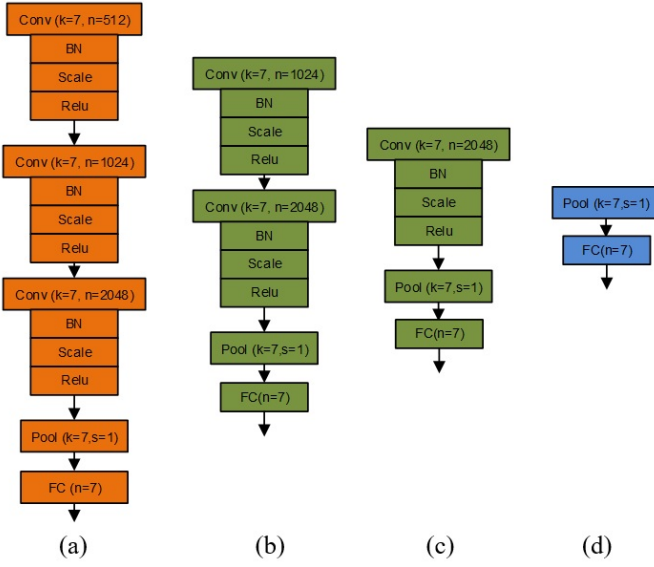 Conv (k=7, n=512)
BN
Scale
Relu
Conv (k=7, n=1024)
BN
Scale
Relu
Conv (k=7, n=2048)
BN
Scale
Relu
Pool (k=7,s=1)
FC (n=7)
(a)
Conv (k=7, n=1024)
BN
Scale
Relu
Conv (k=7, n=2048)
BN
Scale
Relu
Pool (k=7,s=1)
FC(n=7)
(b)
Conv (k=7, n=2048)
BN
Scale
Relu
Pool (k=7,s=1)
FC(n=7)
(c)
Pool (k=7,s=1)
FC(n=7)
(d)